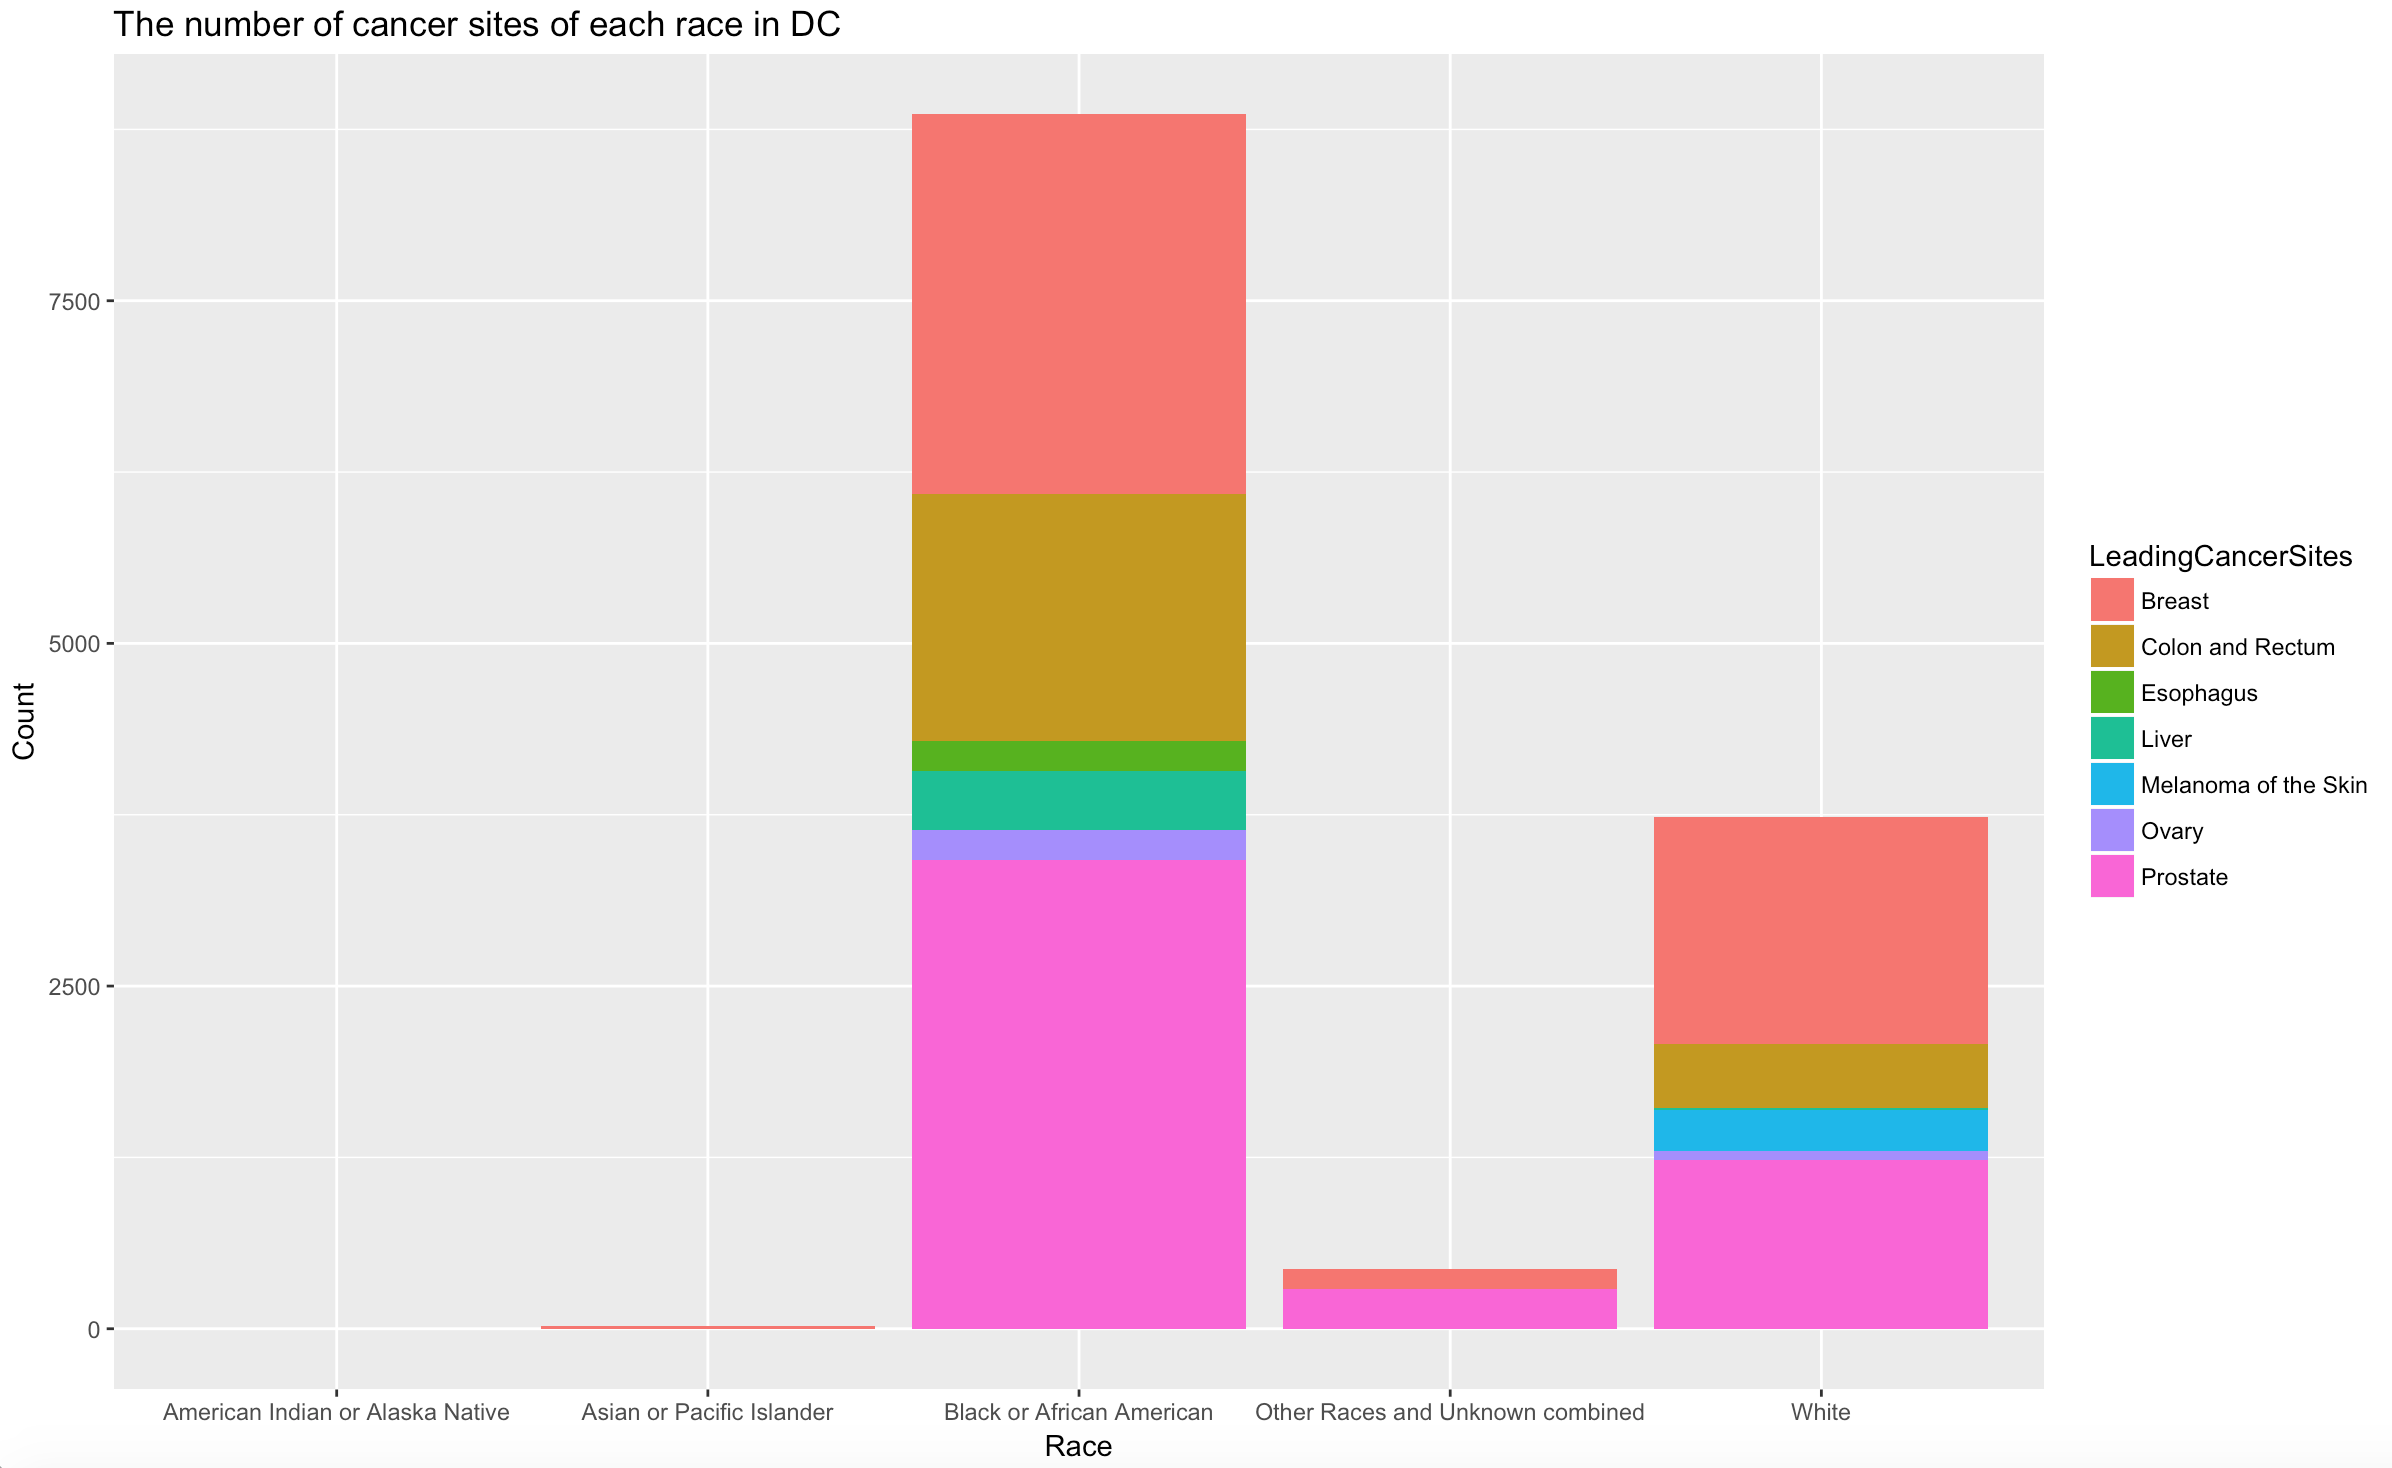 The number of cancer sites of each race in DC
7500
5000
2500
0
Count
American Indian or Alaska Native
Asian or Pacific Islander
Black or African American
Other Races and Unknown combined
White
Race
LeadingCancerSites
Breast
Colon and Rectum
Esophagus
Liver
Melanoma of the Skin
Ovary
Prostate